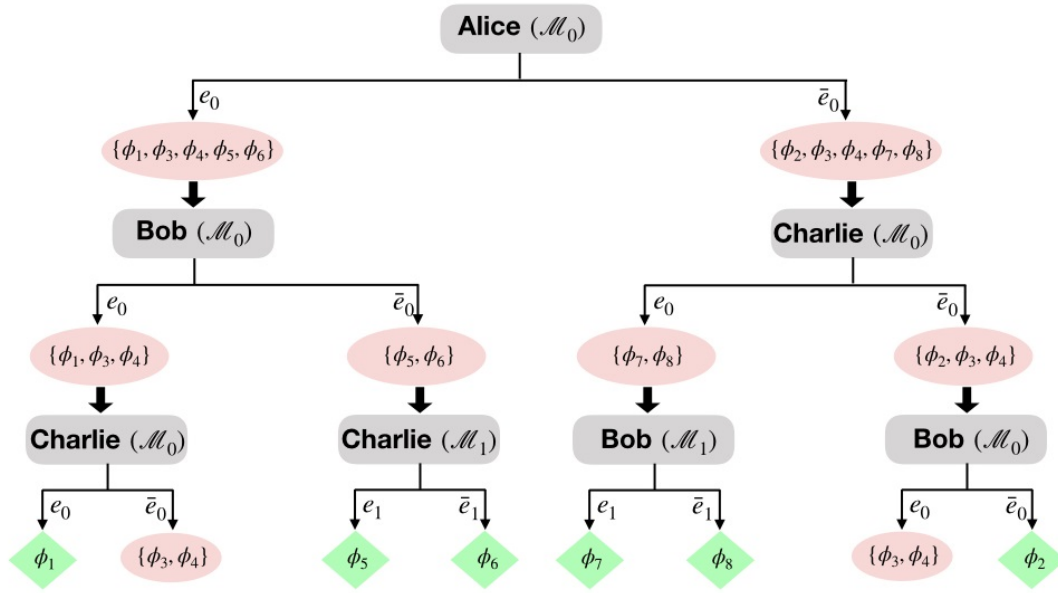 Alice (ℳ₀)
e₀ ē₀
{ϕ₁, ϕ₃, ϕ₄, ϕ₅, ϕ₆} {ϕ₂, ϕ₃, ϕ₄, ϕ₇, ϕ₈}
Bob (ℳ₀) Charlie (ℳ₀)
e₀ ē₀ e₀ ē₀
{ϕ₁, ϕ₃, ϕ₄} {ϕ₅, ϕ₆} {ϕ₇, ϕ₈} {ϕ₂, ϕ₃, ϕ₄}
Charlie (ℳ₀) Charlie (ℳ₁) Bob (ℳ₁) Bob (ℳ₀)
e₀ ē₀ e₁ ē₁ e₁ ē₁ e₀ ē₀
ϕ₁ {ϕ₃, ϕ₄} ϕ₅ ϕ₆ ϕ₇ ϕ₈ {ϕ₃, ϕ₄} ϕ₂